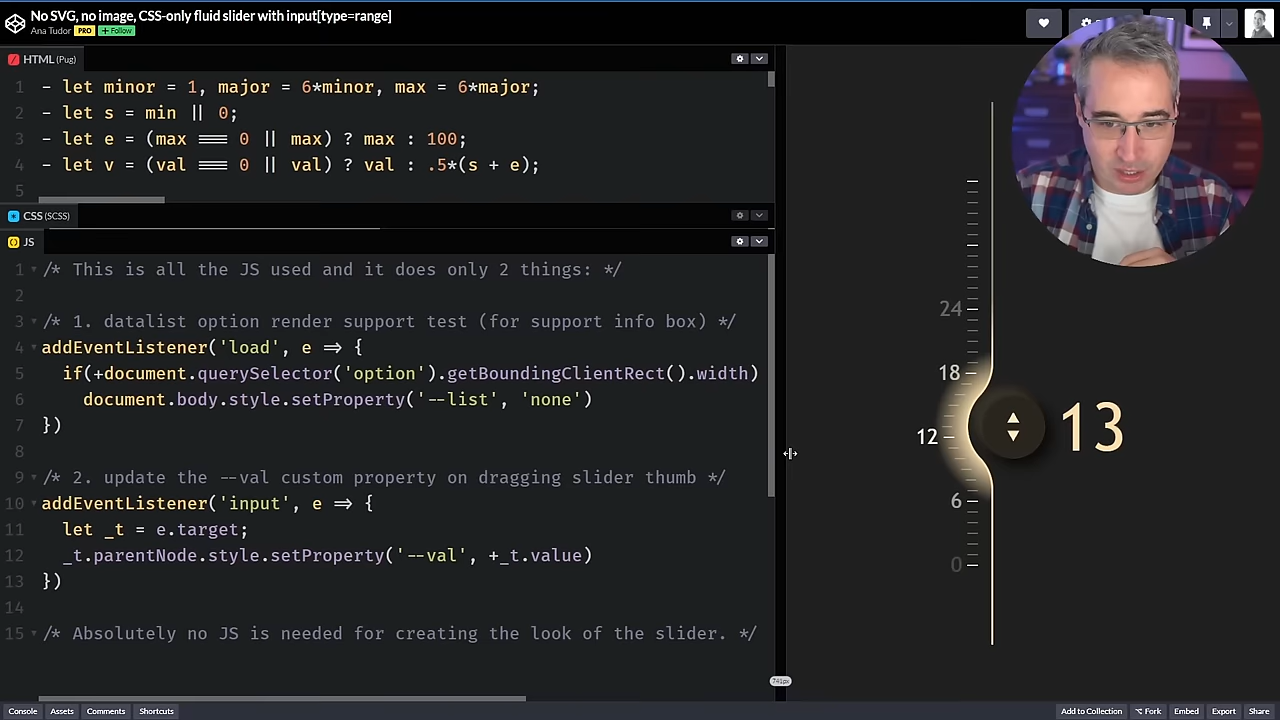 No SVG, no image, CSS-only fluid slider with input[type=range]
Ana Tudor PRO + Follow
HTML (Pug)
1 - let minor = 1, major = 6*minor, max = 6*major;
2 - let s = min || 0;
3 - let e = (max === 0 || max) ? max : 100;
4 - let v = (val === 0 || val) ? val : .5*(s + e);
5
CSS (SCSS)
JS
1 /* This is all the JS used and it does only 2 things: */
2
3 /* 1. datalist option render support test (for support info box) */
4 addEventListener('load', e => {
5 if(+document.querySelector('option').getBoundingClientRect().width)
6 document.body.style.setProperty('--list', 'none')
7 })
8
9 /* 2. update the --val custom property on dragging slider thumb */
10 addEventListener('input', e => {
11 let _t = e.target;
12 _t.parentNode.style.setProperty('--val', +_t.value)
13 })
14
15 /* Absolutely no JS is needed for creating the look of the slider. */
24
18
12
6
0
13
741px
Console Assets Comments Shortcuts
Add to Collection Fork Embed Export Share